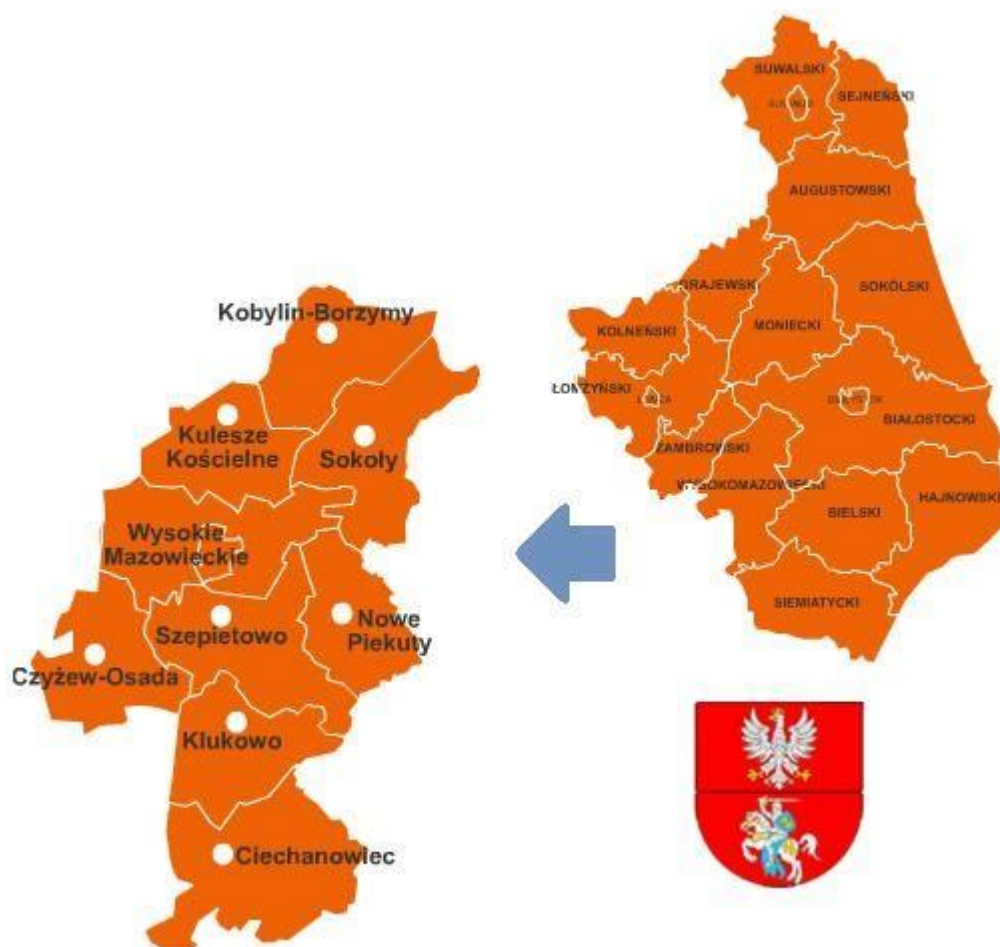 SUWALSKI
SEJNEŃSKI
AUGUSTOWSKI
SOKÓLSKI
GRAJEWSKI
MONIECKI
KOLNEŃSKI
ŁOMŻYŃSKI
BIAŁOSTOCKI
ZAMBROWSKI
WYSOKOMAZOWIECKI
HAJNOWSKI
BIELSKI
SIEMIATYCKI
Kobylin-Borzymy
Kulesze
Kościelne
Sokoły
Wysokie
Mazowieckie
Szepietowo
Nowe
Piekuty
Czyżew-Osada
Klukowo
Ciechanowiec